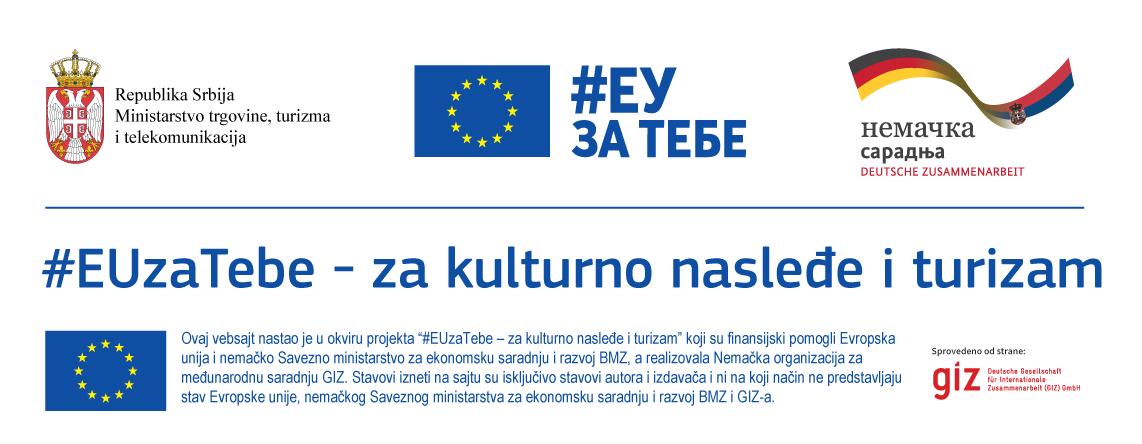 Republika Srbija
Ministarstvo trgovine, turizma
i telekomunikacija
#ЕУ
ЗА ТЕБЕ
немачка
сарадња
DEUTSCHE ZUSAMMENARBEIT
#EUzaTebe - za kulturno nasleđe i turizam
Ovaj vebsajt nastao je u okviru projekta “#EUzaTebe – za kulturno nasleđe i turizam” koji su finansijski pomogli Evropska
unija i nemačko Savezno ministarstvo za ekonomsku saradnju i razvoj BMZ, a realizovala Nemačka organizacija za
međunarodnu saradnju GIZ. Stavovi izneti na sajtu su isključivo stavovi autora i izdavača i ni na koji način ne predstavljaju
stav Evropske unije, nemačkog Saveznog ministarstva za ekonomsku saradnju i razvoj BMZ i GIZ-a.
Sprovedeno od strane:
giz
Deutsche Gesellschaft
für Internationale
Zusammenarbeit (GIZ) GmbH